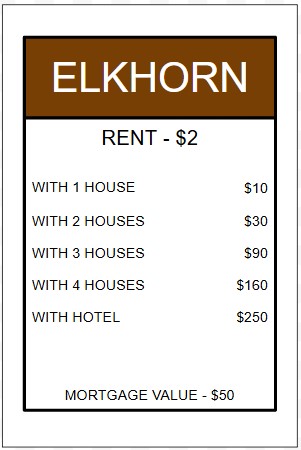 ELKHORN
RENT - $2
WITH 1 HOUSE $10
WITH 2 HOUSES $30
WITH 3 HOUSES $90
WITH 4 HOUSES $160
WITH HOTEL $250
MORTGAGE VALUE - $50